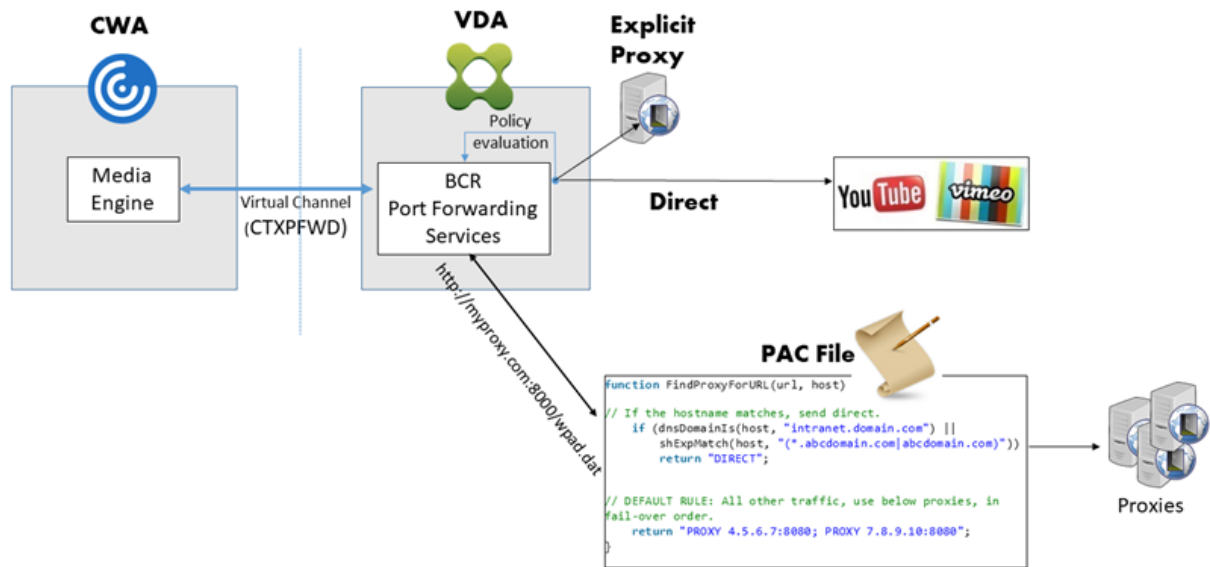 CWA
VDA
Explicit
Proxy
Policy
evaluation
Media
Engine
Virtual Channel
(CTXPFWD)
BCR
Port Forwarding
Services
Direct
YouTube
vimeo
http://myproxy.com:8000/wpad.dat
PAC File
function FindProxyForURL(url, host)
// If the hostname matches, send direct.
if (dnsDomainIs(host, "intranet.domain.com") ||
shExpMatch(host, "(*.abcdomain.com|abcdomain.com)"))
return "DIRECT";
// DEFAULT RULE: All other traffic, use below proxies, in
fail-over order.
return "PROXY 4.5.6.7:8080; PROXY 7.8.9.10:8080";
}
Proxies